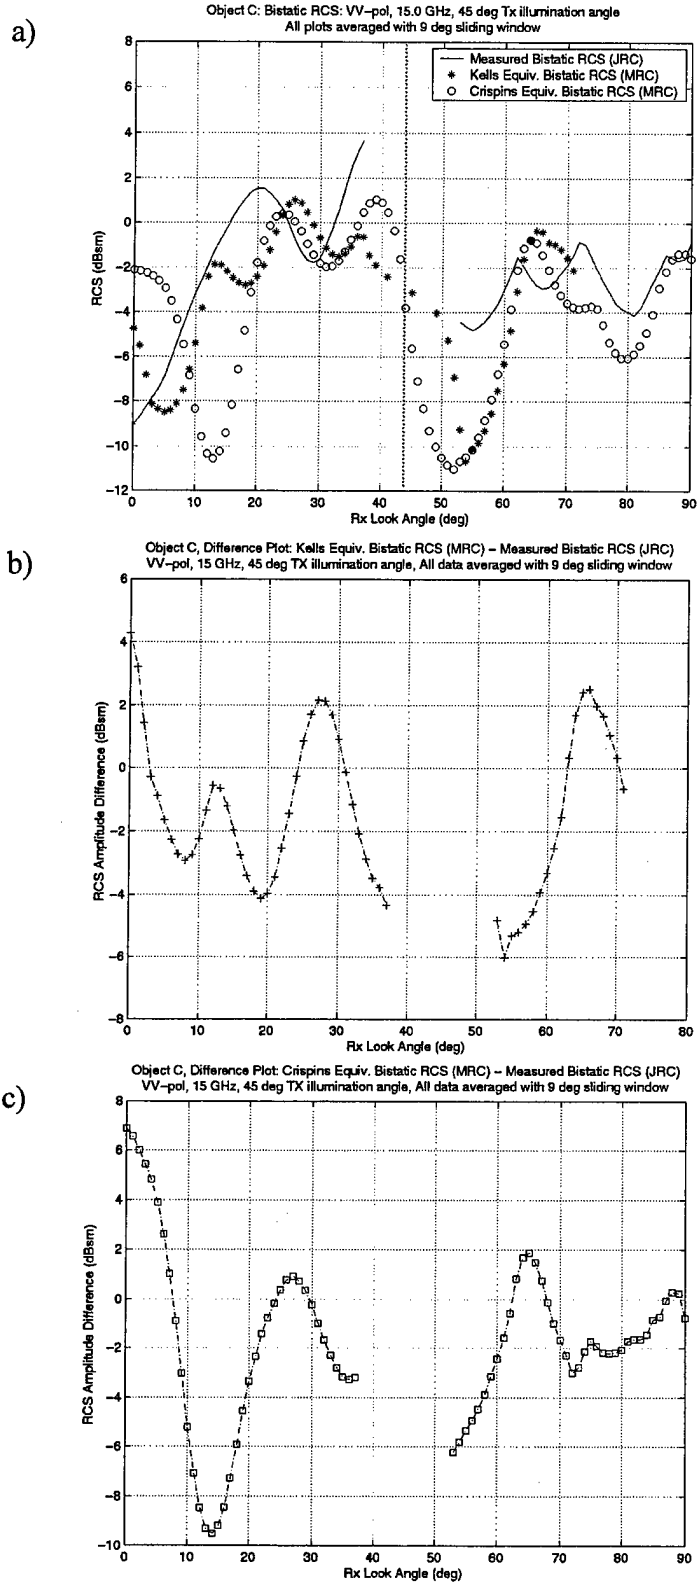 a)
Object C: Bistatic RCS: VV-pol, 15.0 GHz, 45 deg Tx illumination angle
All plots averaged with 9 deg sliding window
Measured Bistatic RCS (JRC)
Kells Equiv. Bistatic RCS (MRC)
Crispins Equiv. Bistatic RCS (MRC)
RCS (dBsm)
8
6
4
2
0
-2
-4
-6
-8
-10
-12
0 10 20 30 40 50 60 70 80 90
Rx Look Angle (deg)
b)
Object C, Difference Plot: Kells Equiv. Bistatic RCS (MRC) - Measured Bistatic RCS (JRC)
VV-pol, 15 GHz, 45 deg TX illumination angle, All data averaged with 9 deg sliding window
RCS Amplitude Difference (dBsm)
6
4
2
0
-2
-4
-6
-8
0 10 20 30 40 50 60 70 80
Rx Look Angle (deg)
c)
Object C, Difference Plot: Crispins Equiv. Bistatic RCS (MRC) - Measured Bistatic RCS (JRC)
VV-pol, 15 GHz, 45 deg TX illumination angle, All data averaged with 9 deg sliding window
RCS Amplitude Difference (dBsm)
8
6
4
2
0
-2
-4
-6
-8
-10
0 10 20 30 40 50 60 70 80 90
Rx Look Angle (deg)